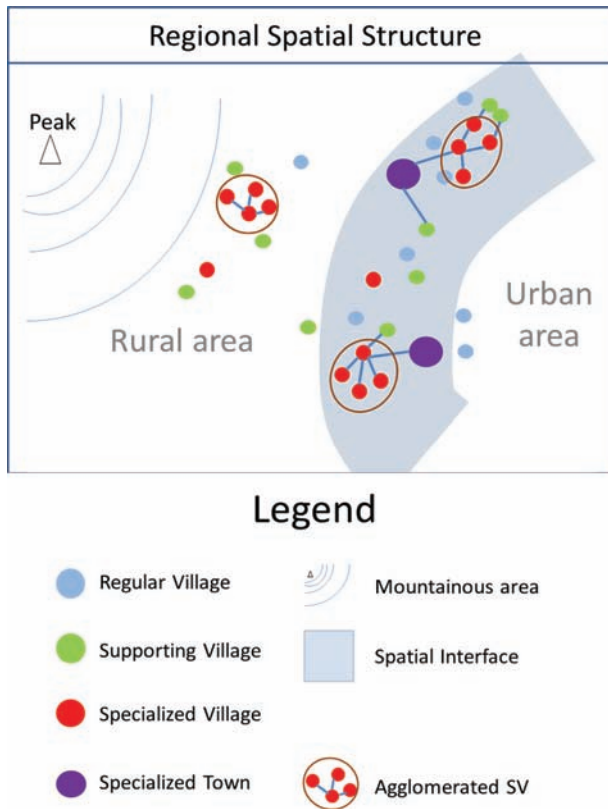 Regional Spatial Structure
Peak
Rural area
Urban
area
Legend
Regular Village
Mountainous area
Supporting Village
Spatial Interface
Specialized Village
Specialized Town
Agglomerated SV